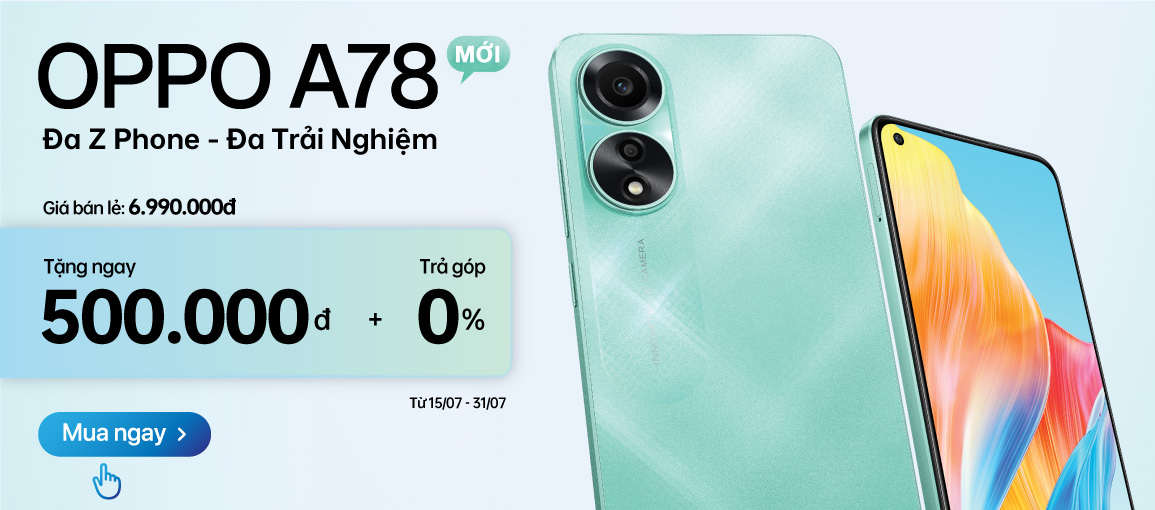 OPPO A78
MỚI
Đa Z Phone - Đa Trải Nghiệm
Giá bán lẻ: 6.990.000đ
Tặng ngay
500.000đ
+
Trả góp
0%
Từ 15/07 - 31/07
Mua ngay >